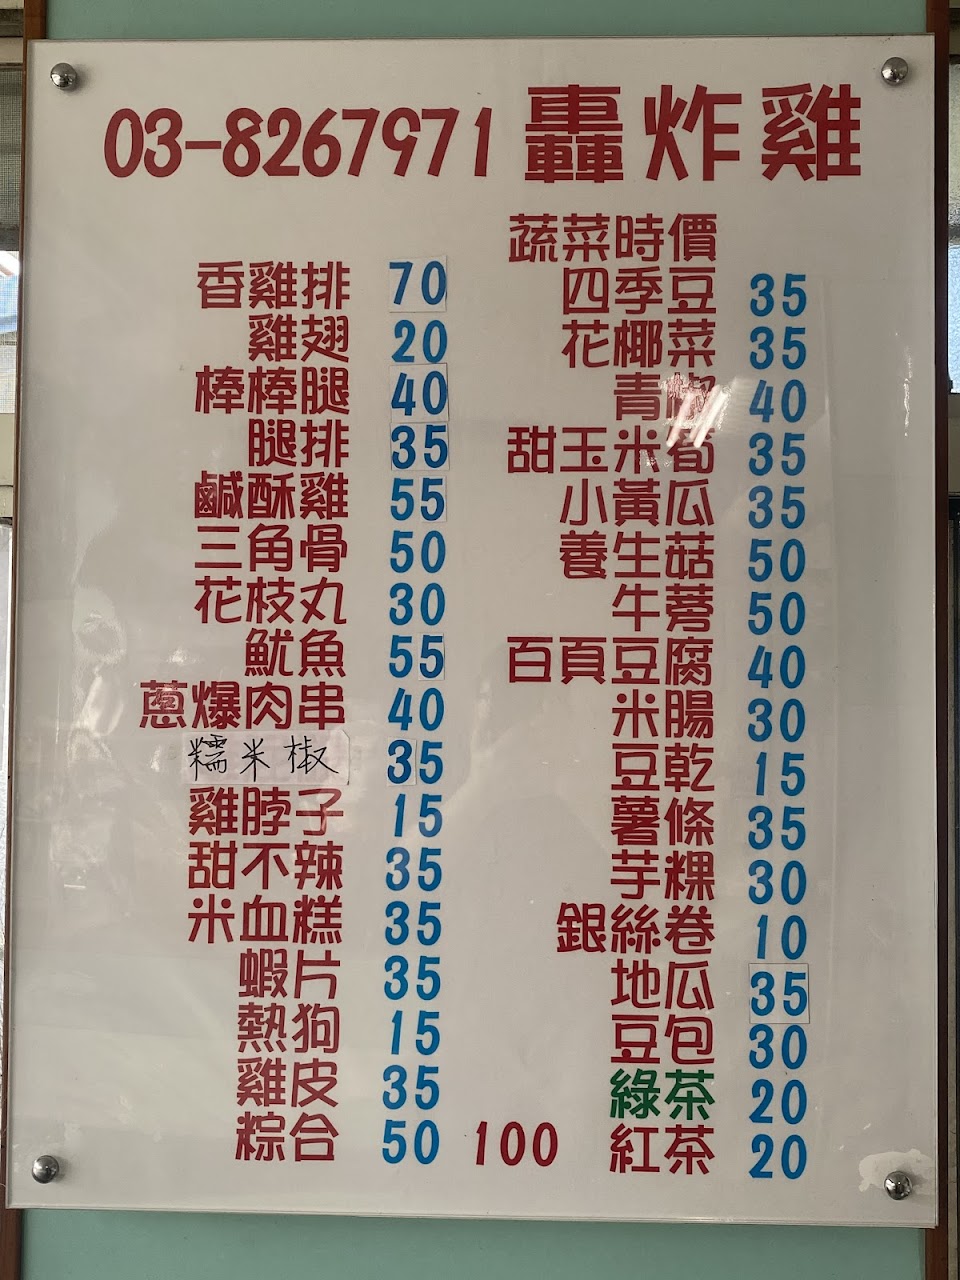 03-8267971 轟炸雞
香雞排 70
雞翅 20
棒棒腿 40
腿排 35
鹹酥雞 55
三角骨 50
花枝丸 30
魷魚 55
蔥爆肉串 40
糯米椒 35
雞脖子 15
甜不辣 35
米血糕 35
蝦片 35
熱狗 15
雞皮 35
粽合 50 100
蔬菜時價
四季豆 35
花椰菜 35
青椒 40
甜玉米筍 35
小黃瓜 35
養生菇 50
牛蒡 50
百頁豆腐 40
米腸 30
豆乾 15
薯條 35
芋粿 30
銀絲卷 10
地瓜 35
豆包 30
綠茶 20
紅茶 20